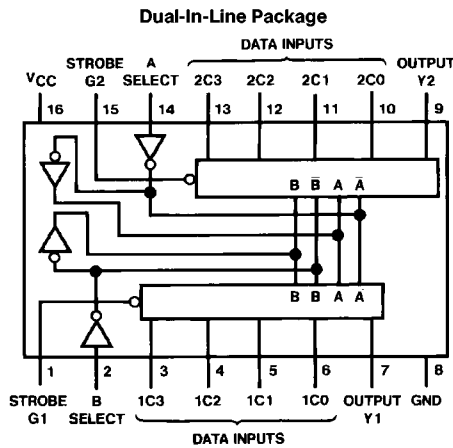 Dual-In-Line Package
DATA INPUTS
VCC STROBE G2 A SELECT 2C3 2C2 2C1 2C0 OUTPUT Y2
16 15 14 13 12 11 10 9
B B̅ A A̅
B B A A
1 2 3 4 5 6 7 8
STROBE G1 B SELECT 1C3 1C2 1C1 1C0 OUTPUT Y1 GND
DATA INPUTS